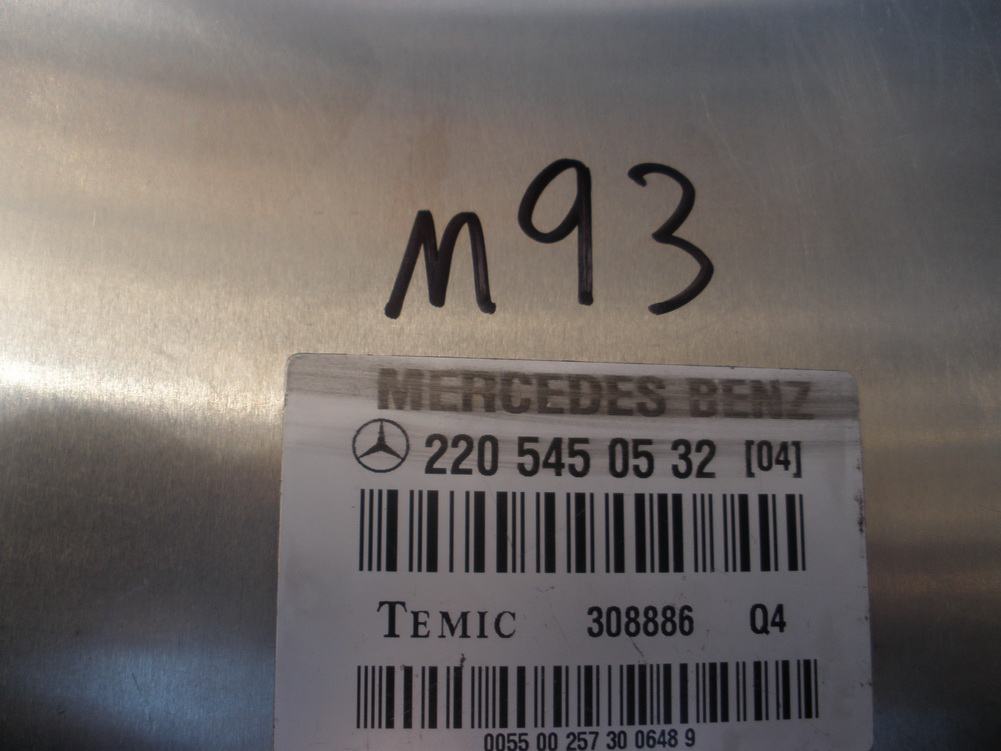 M93
MERCEDES BENZ
220 545 05 32 [04]
TEMIC 308886 Q4
0055 00 257 30 0648 9